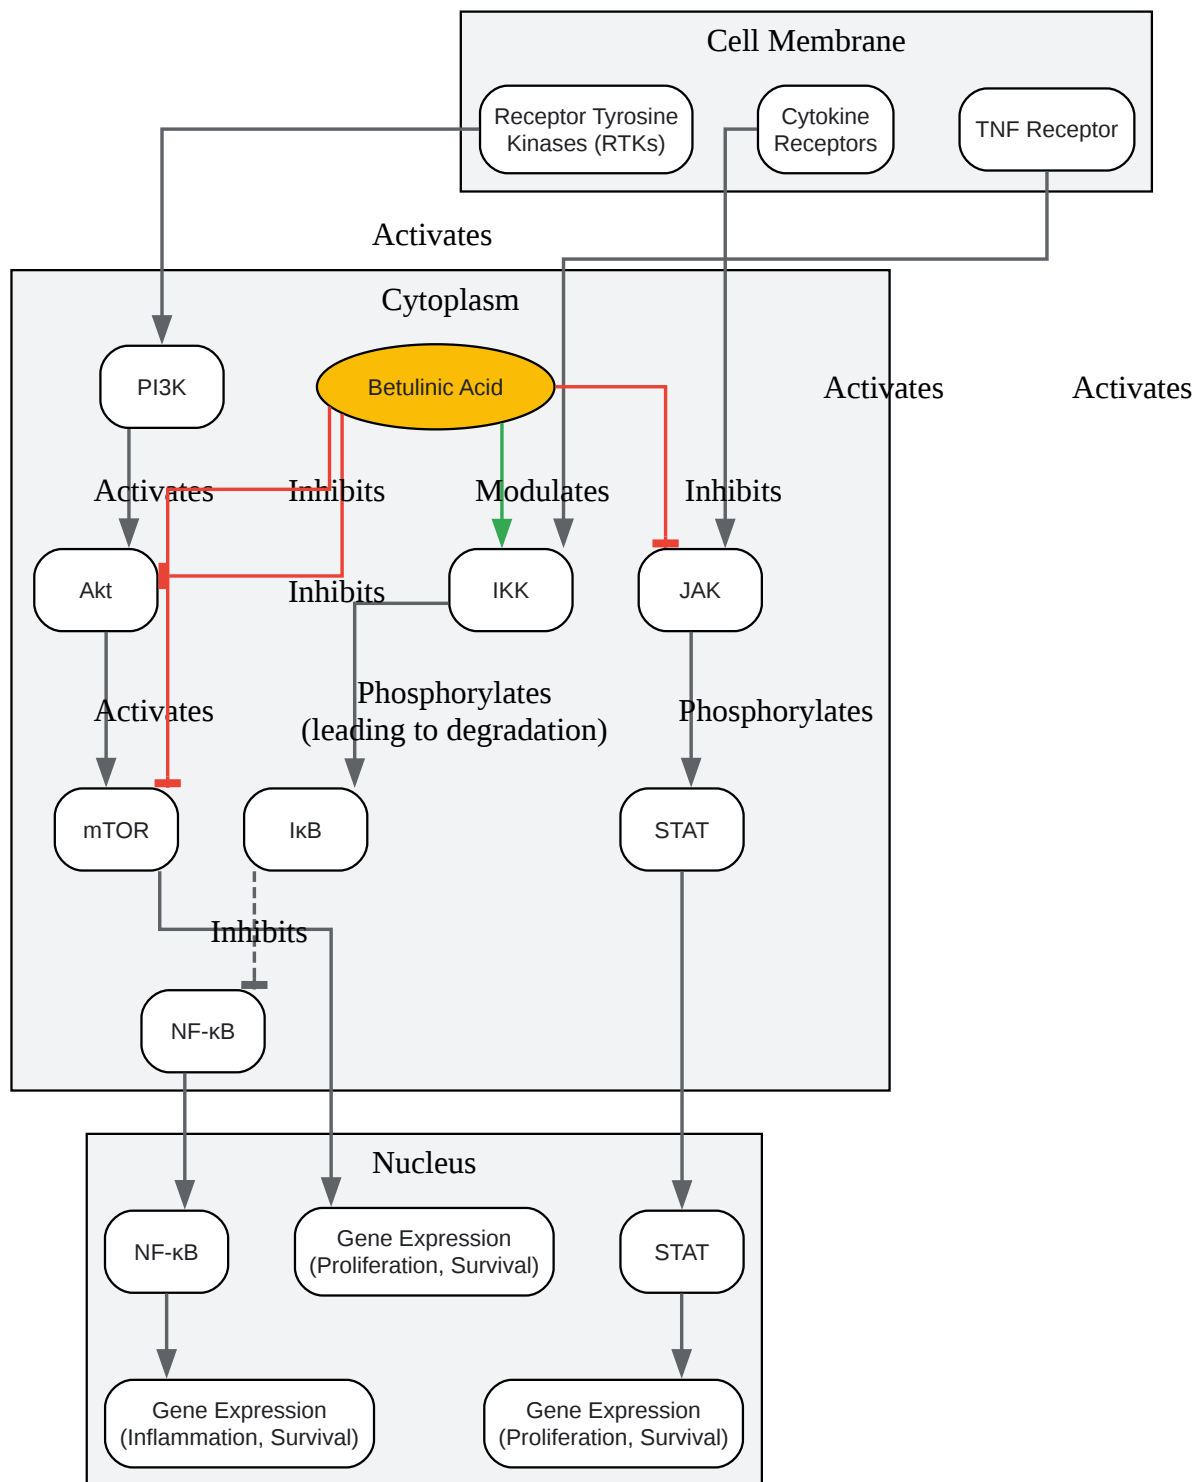 Cell Membrane
Receptor Tyrosine
Kinases (RTKs)
Cytokine
Receptors
TNF Receptor
Activates
Cytoplasm
PI3K
Betulinic Acid
Activates
Activates
Activates
Inhibits
Modulates
Inhibits
Akt
Inhibits
IKK
JAK
Activates
Phosphorylates
(leading to degradation)
Phosphorylates
mTOR
IκB
STAT
Inhibits
NF-κB
Nucleus
NF-κB
Gene Expression
(Proliferation, Survival)
STAT
Gene Expression
(Inflammation, Survival)
Gene Expression
(Proliferation, Survival)